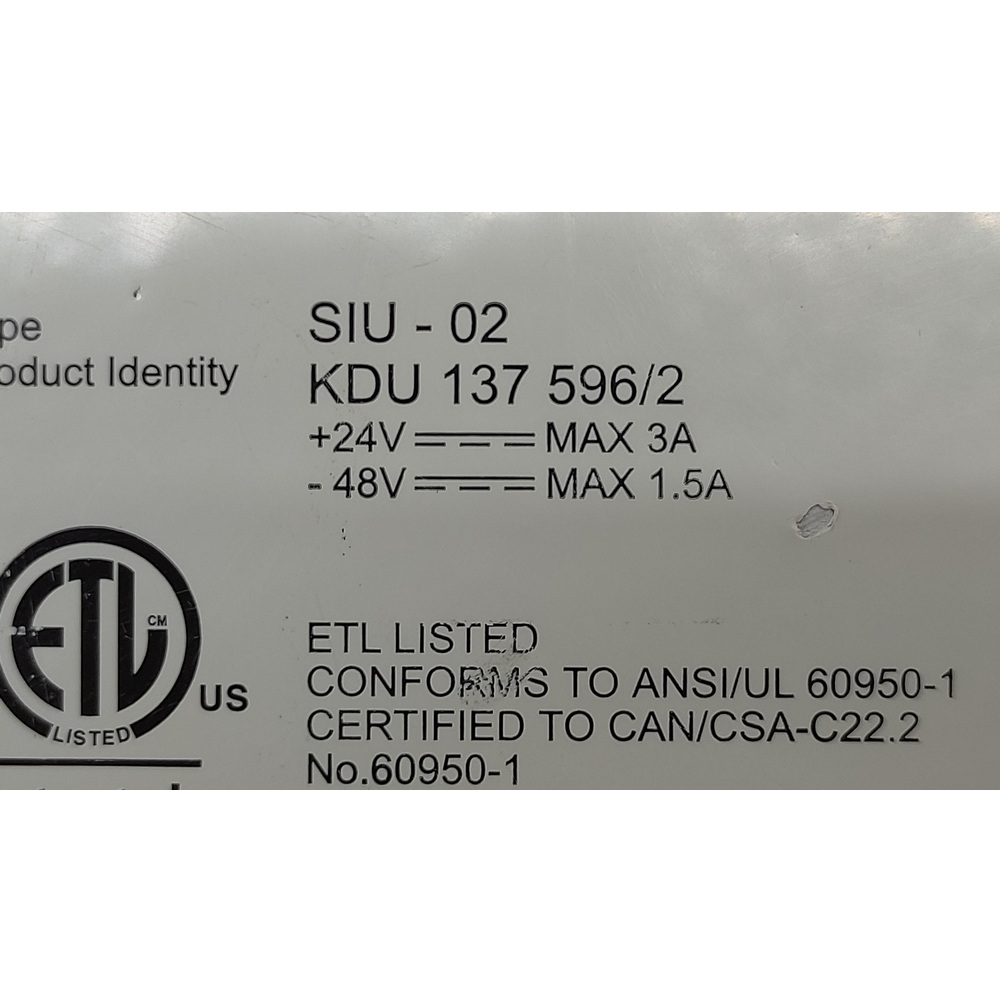 pe SIU - 02
oduct Identity KDU 137 596/2
+24V MAX 3A
- 48V MAX 1.5A
ETL CM
LISTED
US
ETL LISTED
CONFORMS TO ANSI/UL 60950-1
CERTIFIED TO CAN/CSA-C22.2
No.60950-1